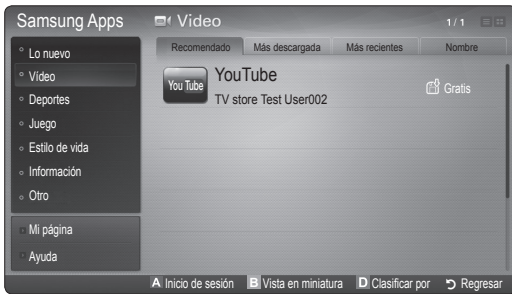 Samsung Apps
Video
1/1
Lo nuevo
Vídeo
Deportes
Juego
Estilo de vida
Información
Otro
Mi página
Ayuda
Recomendado Más descargada Más recientes Nombre
You Tube
YouTube
TV store Test User002
Gratis
A Inicio de sesión B Vista en miniatura D Clasificar por Regresar